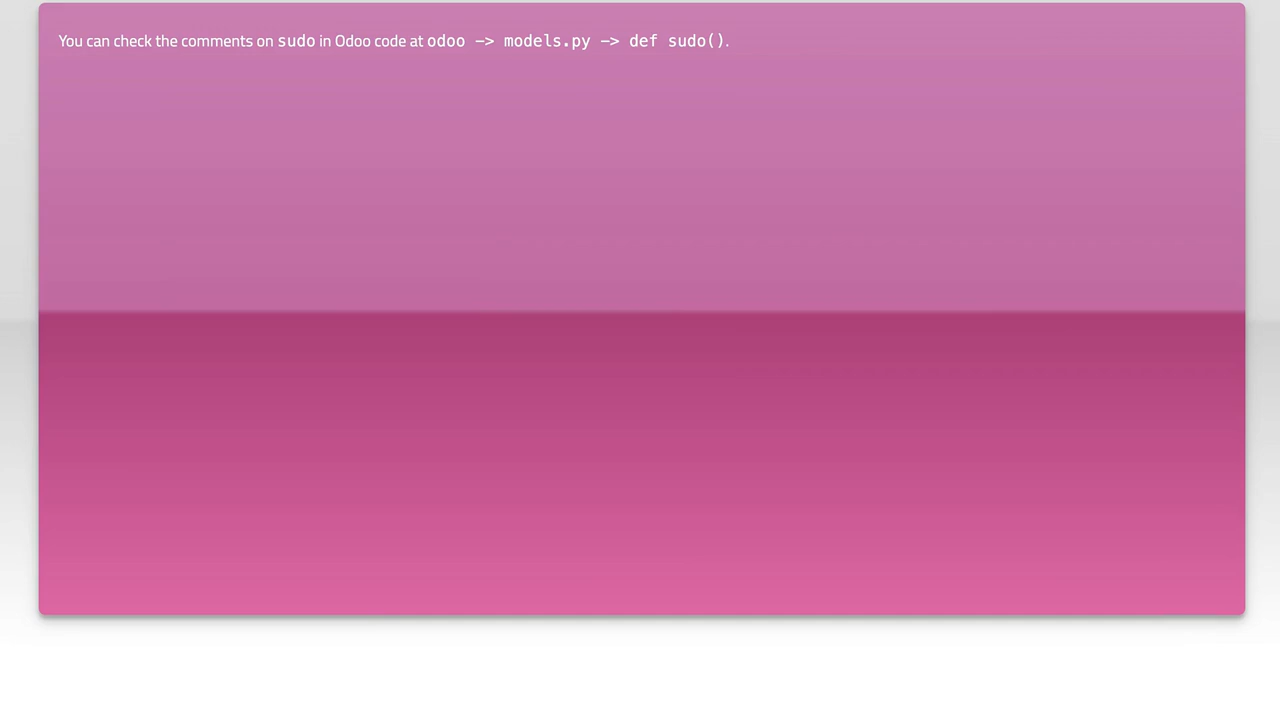 You can check the comments on sudo in Odoo code at odoo -> models.py -> def sudo().